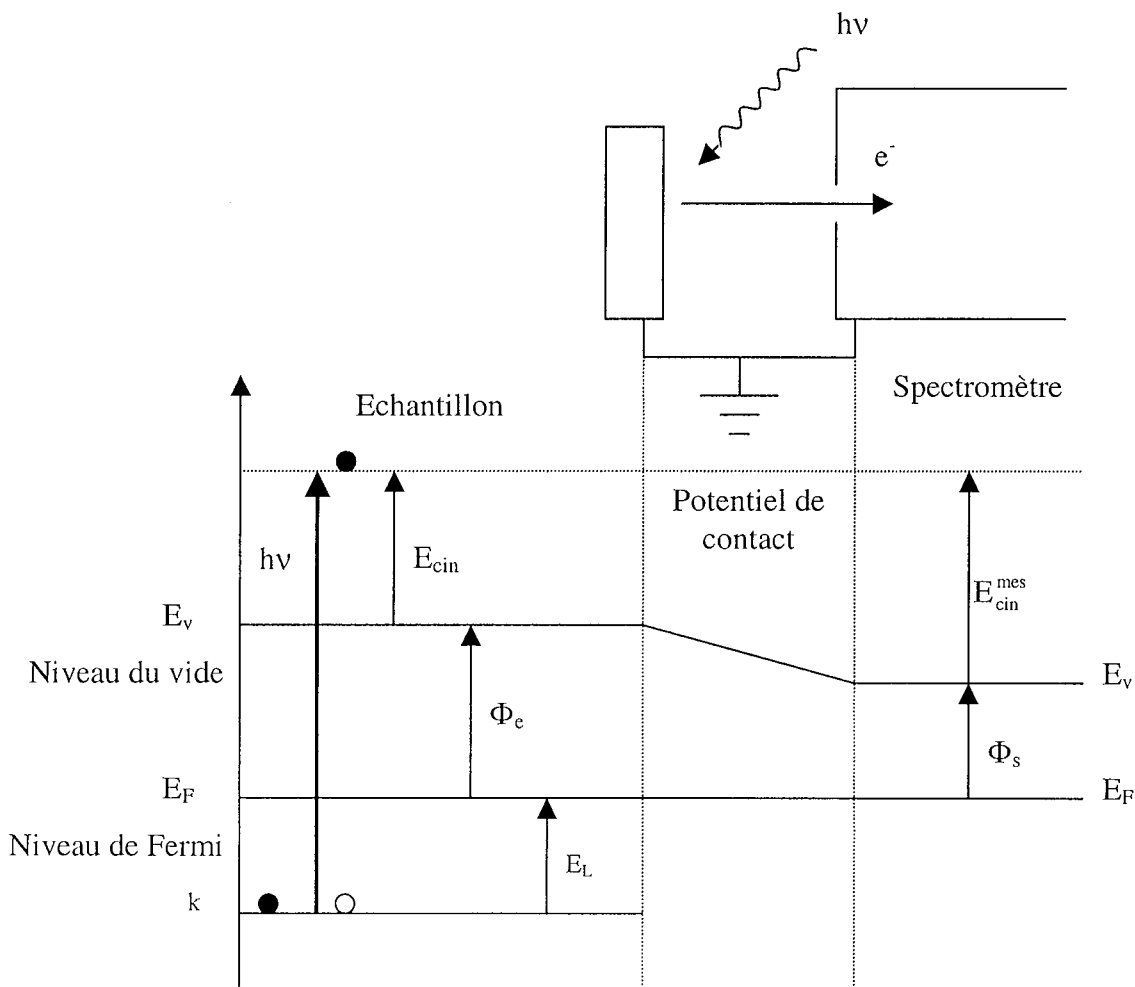 hν
e⁻
Spectromètre
Echantillon
Potentiel de
contact
hν
E_cin
E_cin^mes
E_v
E_v
Niveau du vide
Φ_e
Φ_s
E_F
E_F
Niveau de Fermi
E_L
k